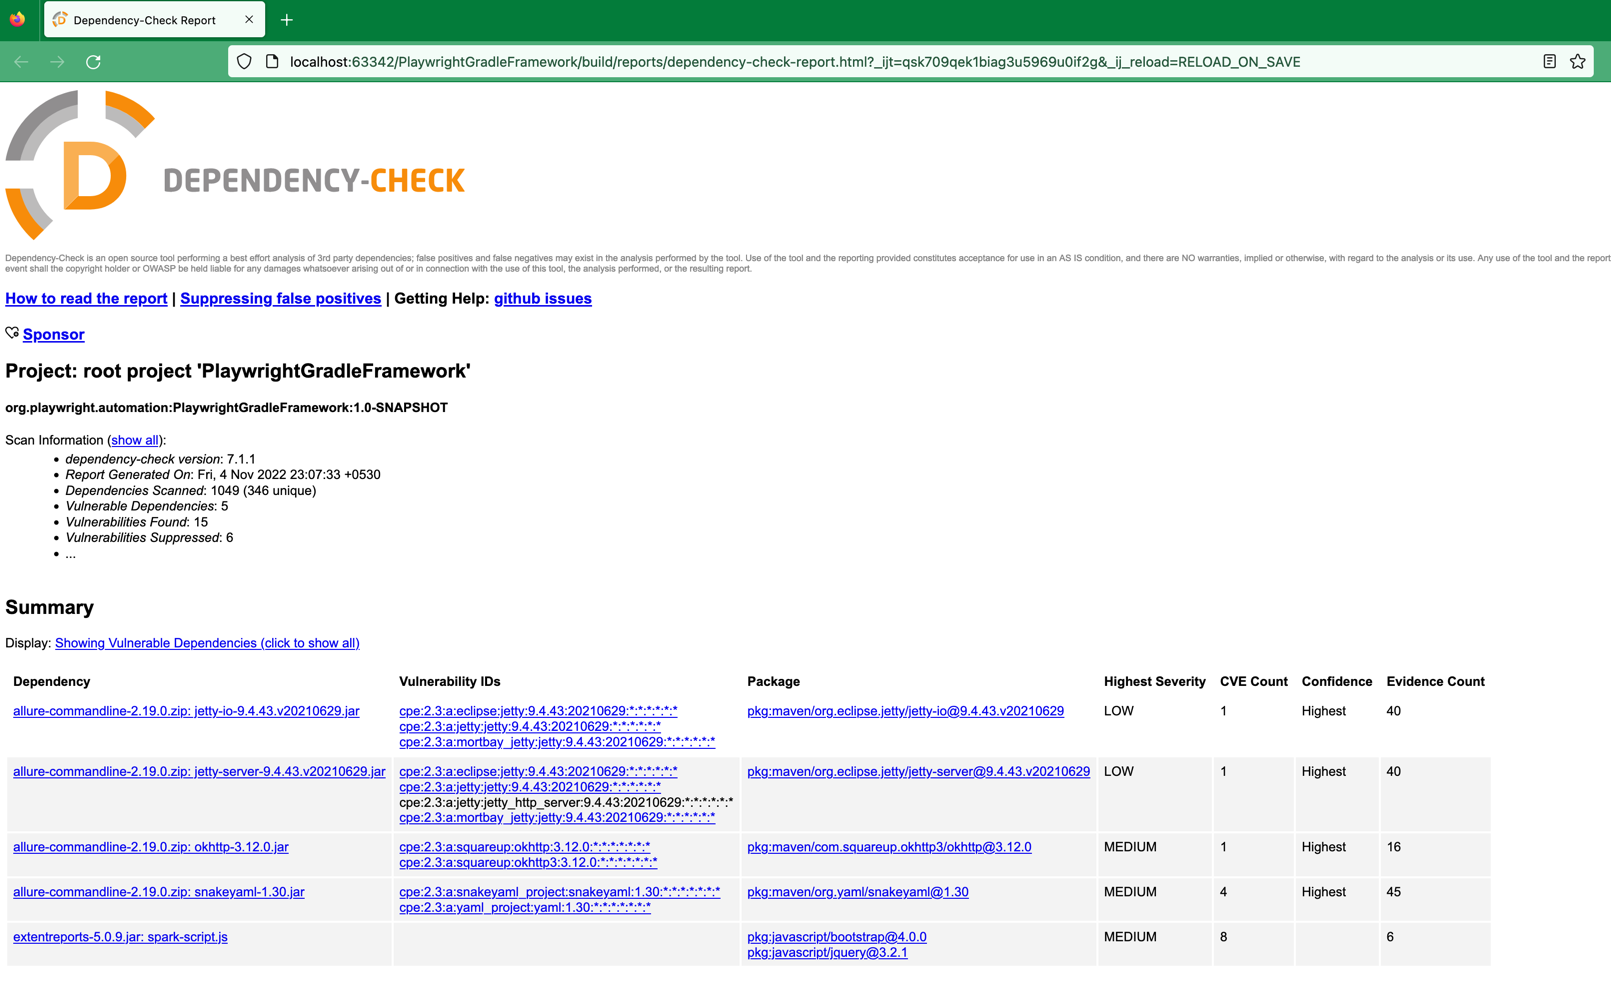 Dependency-Check Report
localhost:63342/PlaywrightGradleFramework/build/reports/dependency-check-report.html?_ijt=qsk709qek1biag3u5969u0if2g&_ij_reload=RELOAD_ON_SAVE
D
DEPENDENCY-CHECK
Dependency-Check is an open source tool performing a best effort analysis of 3rd party dependencies; false positives and false negatives may exist in the analysis performed by the tool. Use of the tool and the reporting provided constitutes acceptance for use in an AS IS condition, and there are NO warranties, implied or otherwise, with regard to the analysis or its use. Any use of the tool and the report
event shall the copyright holder or OWASP be held liable for any damages whatsoever arising out of or in connection with the use of this tool, the analysis performed, or the resulting report.
How to read the report | Suppressing false positives | Getting Help: github issues
Sponsor
Project: root project 'PlaywrightGradleFramework'
org.playwright.automation:PlaywrightGradleFramework:1.0-SNAPSHOT
Scan Information (show all):
• dependency-check version: 7.1.1
• Report Generated On: Fri, 4 Nov 2022 23:07:33 +0530
• Dependencies Scanned: 1049 (346 unique)
• Vulnerable Dependencies: 5
• Vulnerabilities Found: 15
• Vulnerabilities Suppressed: 6
• ...
Summary
Display: Showing Vulnerable Dependencies (click to show all)
Dependency Vulnerability IDs Package Highest Severity CVE Count Confidence Evidence Count
allure-commandline-2.19.0.zip: jetty-io-9.4.43.v20210629.jar cpe:2.3:a:eclipse:jetty:9.4.43:20210629:*:*:*:*:*:* pkg:maven/org.eclipse.jetty/jetty-io@9.4.43.v20210629 LOW 1 Highest 40
cpe:2.3:a:jetty:jetty:9.4.43:20210629:*:*:*:*:*:*
cpe:2.3:a:mortbay_jetty:jetty:9.4.43:20210629:*:*:*:*:*:*
allure-commandline-2.19.0.zip: jetty-server-9.4.43.v20210629.jar cpe:2.3:a:eclipse:jetty:9.4.43:20210629:*:*:*:*:*:* pkg:maven/org.eclipse.jetty/jetty-server@9.4.43.v20210629 LOW 1 Highest 40
cpe:2.3:a:jetty:jetty:9.4.43:20210629:*:*:*:*:*:*
cpe:2.3:a:jetty:jetty_http_server:9.4.43:20210629:*:*:*:*:*:*
cpe:2.3:a:mortbay_jetty:jetty:9.4.43:20210629:*:*:*:*:*:*
allure-commandline-2.19.0.zip: okhttp-3.12.0.jar cpe:2.3:a:squareup:okhttp:3.12.0:*:*:*:*:*:*:* pkg:maven/com.squareup.okhttp3/okhttp@3.12.0 MEDIUM 1 Highest 16
cpe:2.3:a:squareup:okhttp3:3.12.0:*:*:*:*:*:*:*
allure-commandline-2.19.0.zip: snakeyaml-1.30.jar cpe:2.3:a:snakeyaml_project:snakeyaml:1.30:*:*:*:*:*:*:* pkg:maven/org.yaml/snakeyaml@1.30 MEDIUM 4 Highest 45
cpe:2.3:a:yaml_project:yaml:1.30:*:*:*:*:*:*:*
extentreports-5.0.9.jar: spark-script.js pkg:javascript/bootstrap@4.0.0 MEDIUM 8 6
pkg:javascript/jquery@3.2.1